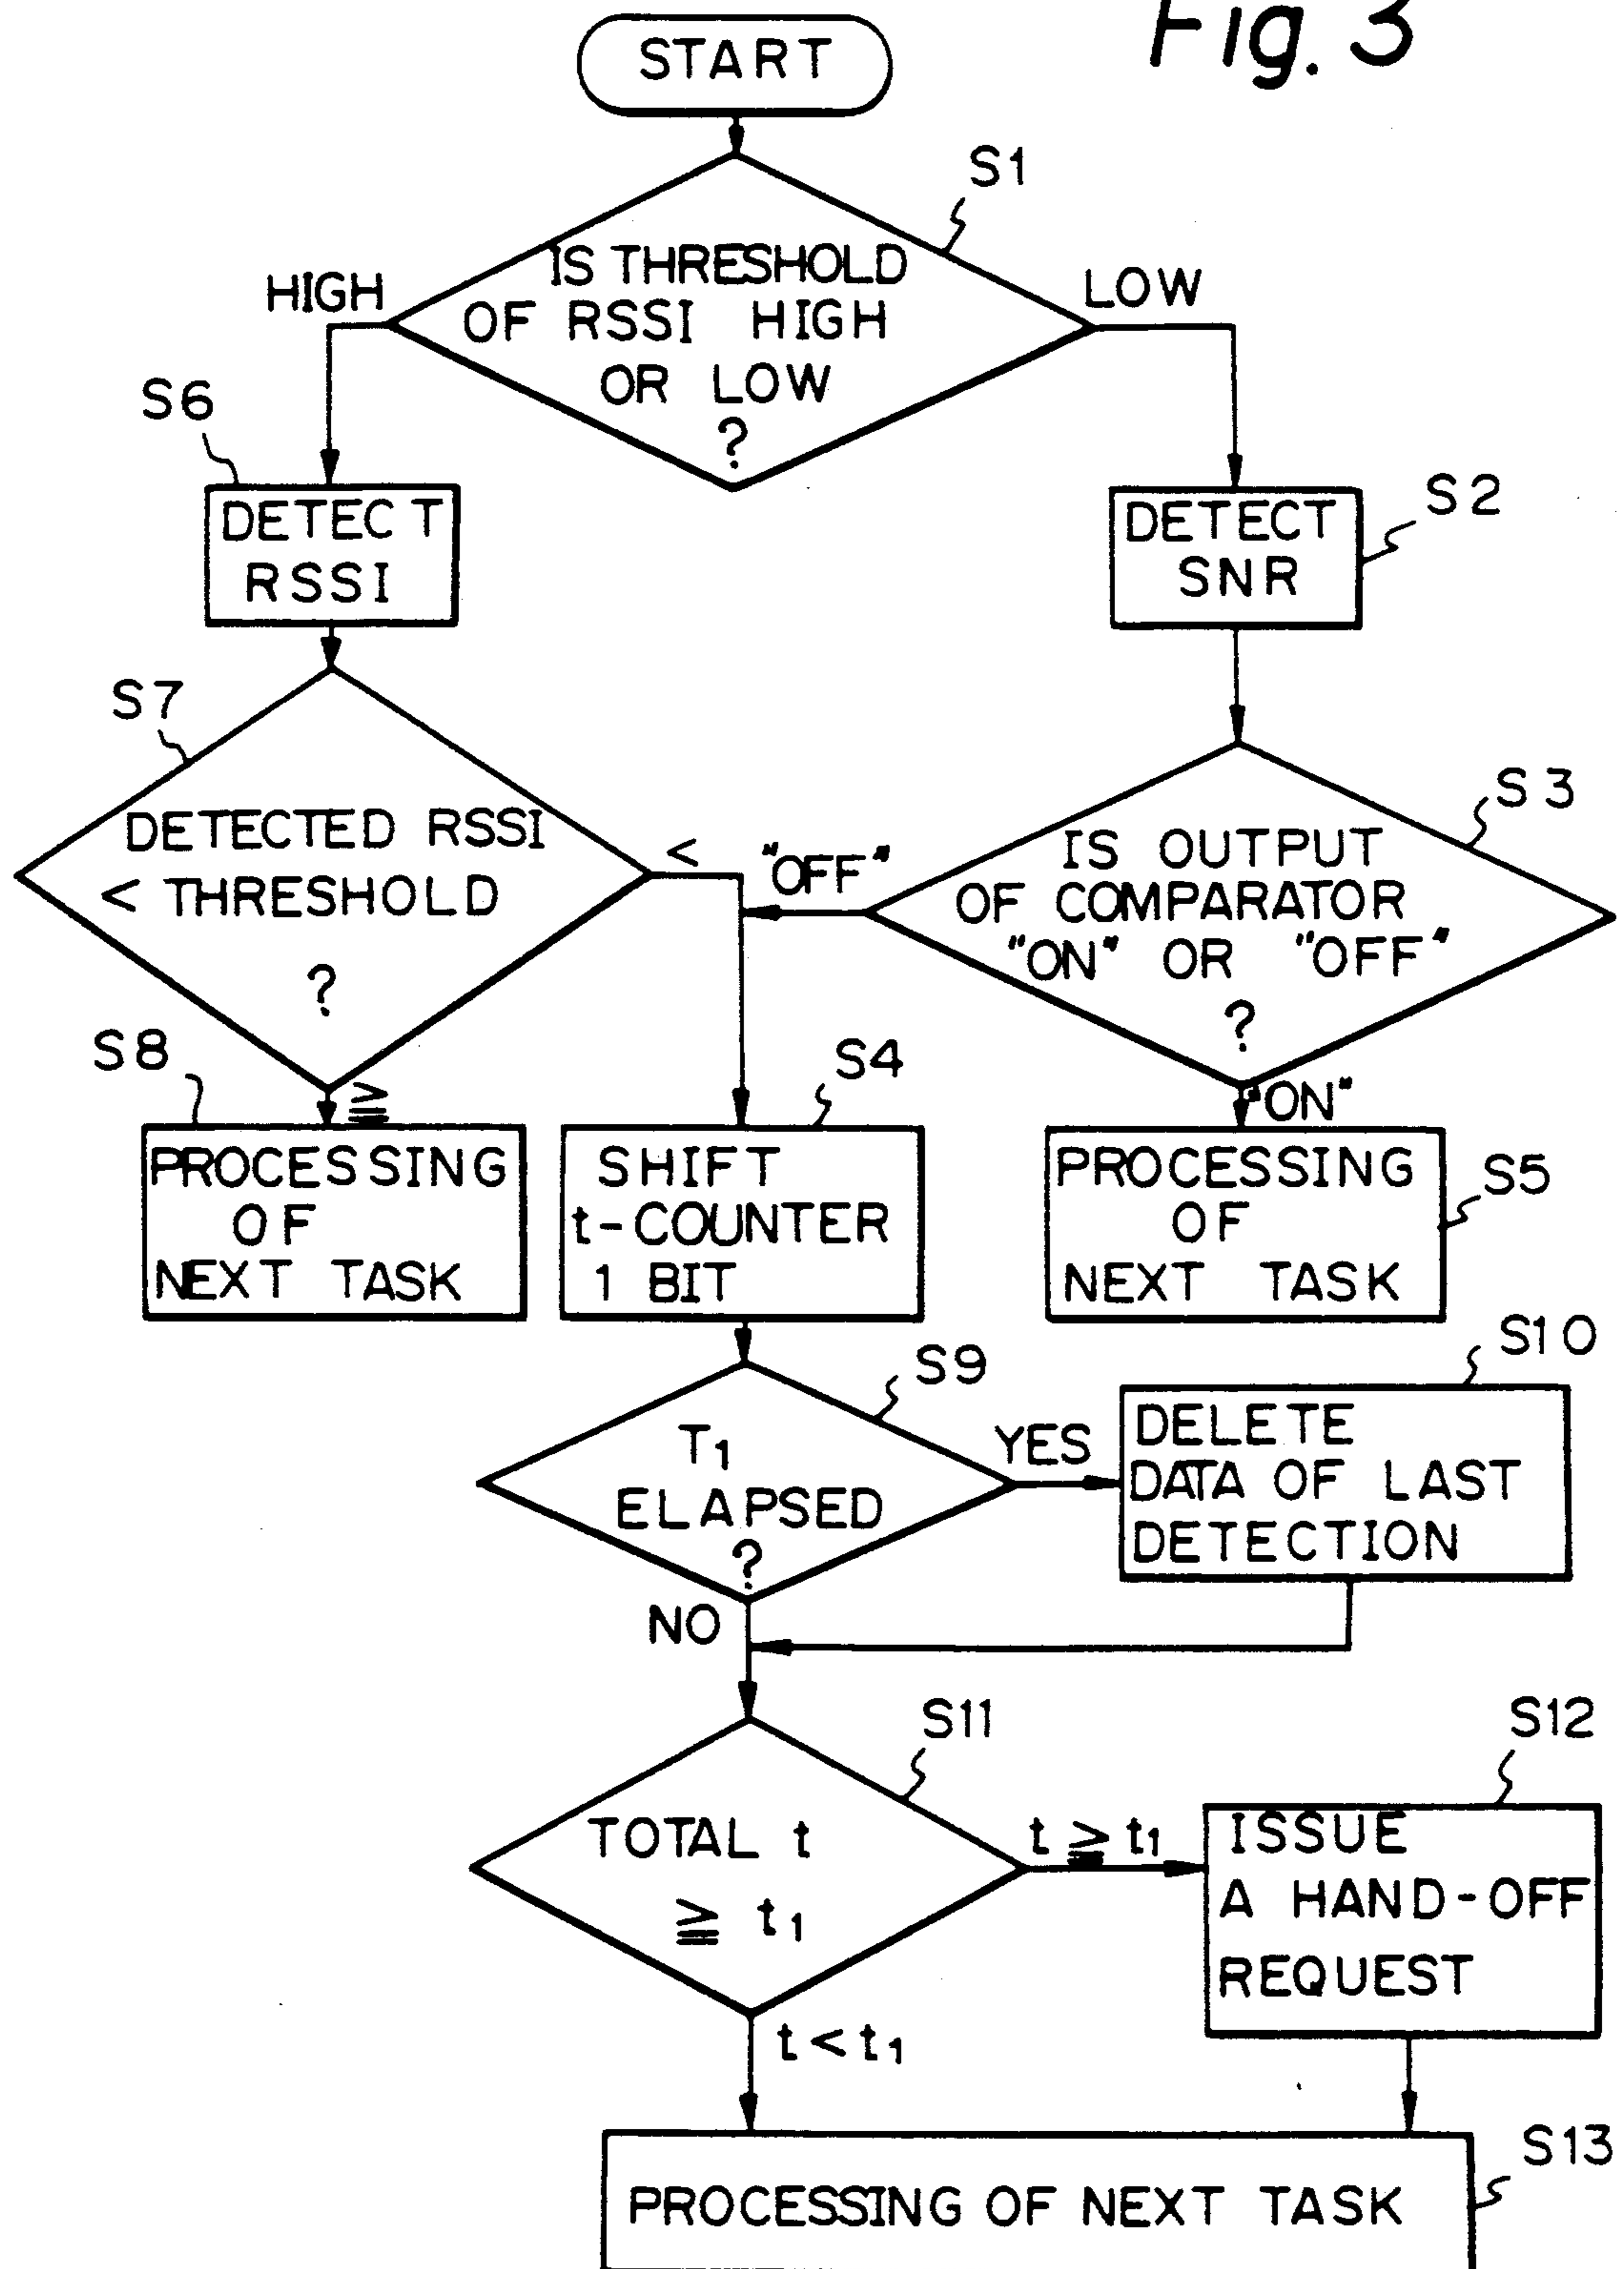 Fig. 3
START
S1
IS THRESHOLD
OF RSSI HIGH
OR LOW
?
HIGH
LOW
S6
DETECT
RSSI
S2
DETECT
SNR
S7
DETECTED RSSI
< THRESHOLD
?
<
"OFF"
S3
IS OUTPUT
OF COMPARATOR
"ON" OR "OFF"
?
S8
≧
PROCESSING
OF
NEXT TASK
S4
SHIFT
t-COUNTER
1 BIT
"ON"
PROCESSING
OF
NEXT TASK
S5
S9
T1
ELAPSED
?
YES
S10
DELETE
DATA OF LAST
DETECTION
NO
S11
TOTAL t
≧ t1
t ≧ t1
S12
ISSUE
A HAND-OFF
REQUEST
t < t1
S13
PROCESSING OF NEXT TASK